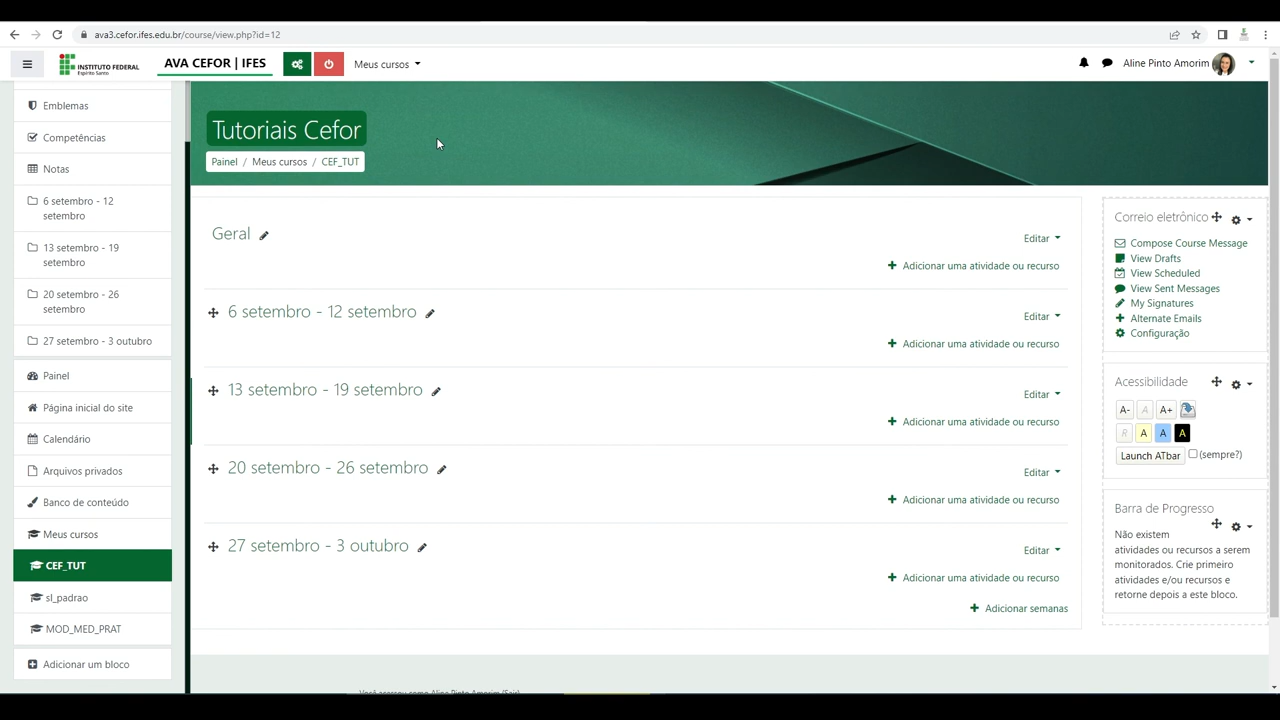 ava3.cefor.ifes.edu.br/course/view.php?id=12
INSTITUTO FEDERAL
Espírito Santo
AVA CEFOR | IFES
Meus cursos
Aline Pinto Amorim
Emblemas
Competências
Notas
6 setembro - 12
setembro
13 setembro - 19
setembro
20 setembro - 26
setembro
27 setembro - 3 outubro
Painel
Página inicial do site
Calendário
Arquivos privados
Banco de conteúdo
Meus cursos
CEF_TUT
sl_padrao
MOD_MED_PRAT
Adicionar um bloco
Tutoriais Cefor
Painel / Meus cursos / CEF_TUT
Geral
Editar
+ Adicionar uma atividade ou recurso
6 setembro - 12 setembro
Editar
+ Adicionar uma atividade ou recurso
13 setembro - 19 setembro
Editar
+ Adicionar uma atividade ou recurso
20 setembro - 26 setembro
Editar
+ Adicionar uma atividade ou recurso
27 setembro - 3 outubro
Editar
+ Adicionar uma atividade ou recurso
+ Adicionar semanas
Correio eletrônico
Compose Course Message
View Drafts
View Scheduled
View Sent Messages
My Signatures
Alternate Emails
Configuração
Acessibilidade
A- A A+
R A A A
Launch ATbar (sempre?)
Barra de Progresso
Não existem
atividades ou recursos a serem
monitorados. Crie primeiro
atividades e/ou recursos e
retorne depois a este bloco.
Você acessou como Aline Pinto Amorim (Sair)